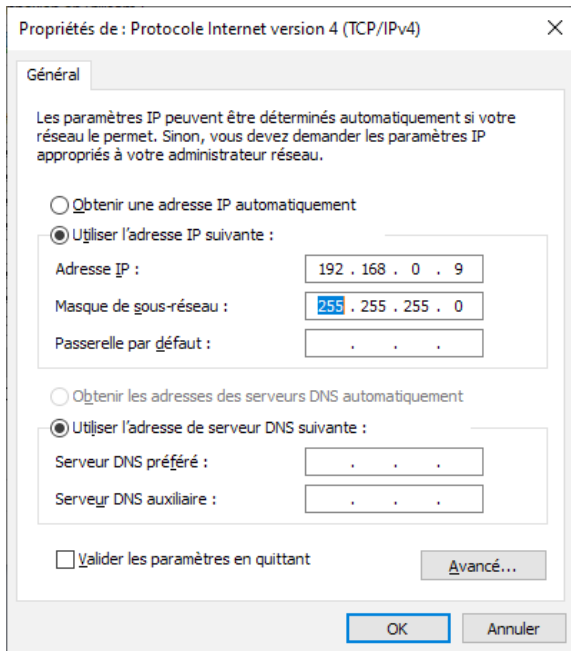 Propriétés de : Protocole Internet version 4 (TCP/IPv4)
Général
Les paramètres IP peuvent être déterminés automatiquement si votre
réseau le permet. Sinon, vous devez demander les paramètres IP
appropriés à votre administrateur réseau.
Obtenir une adresse IP automatiquement
Utiliser l’adresse IP suivante :
Adresse IP : 192 . 168 . 0 . 9
Masque de sous-réseau : 255 . 255 . 255 . 0
Passerelle par défaut : . . .
Obtenir les adresses des serveurs DNS automatiquement
Utiliser l’adresse de serveur DNS suivante :
Serveur DNS préféré : . . .
Serveur DNS auxiliaire : . . .
Valider les paramètres en quittant
Avancé...
OK Annuler